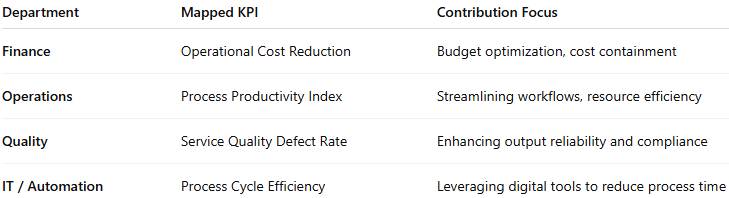 Department Mapped KPI Contribution Focus
Finance Operational Cost Reduction Budget optimization, cost containment
Operations Process Productivity Index Streamlining workflows, resource efficiency
Quality Service Quality Defect Rate Enhancing output reliability and compliance
IT / Automation Process Cycle Efficiency Leveraging digital tools to reduce process time